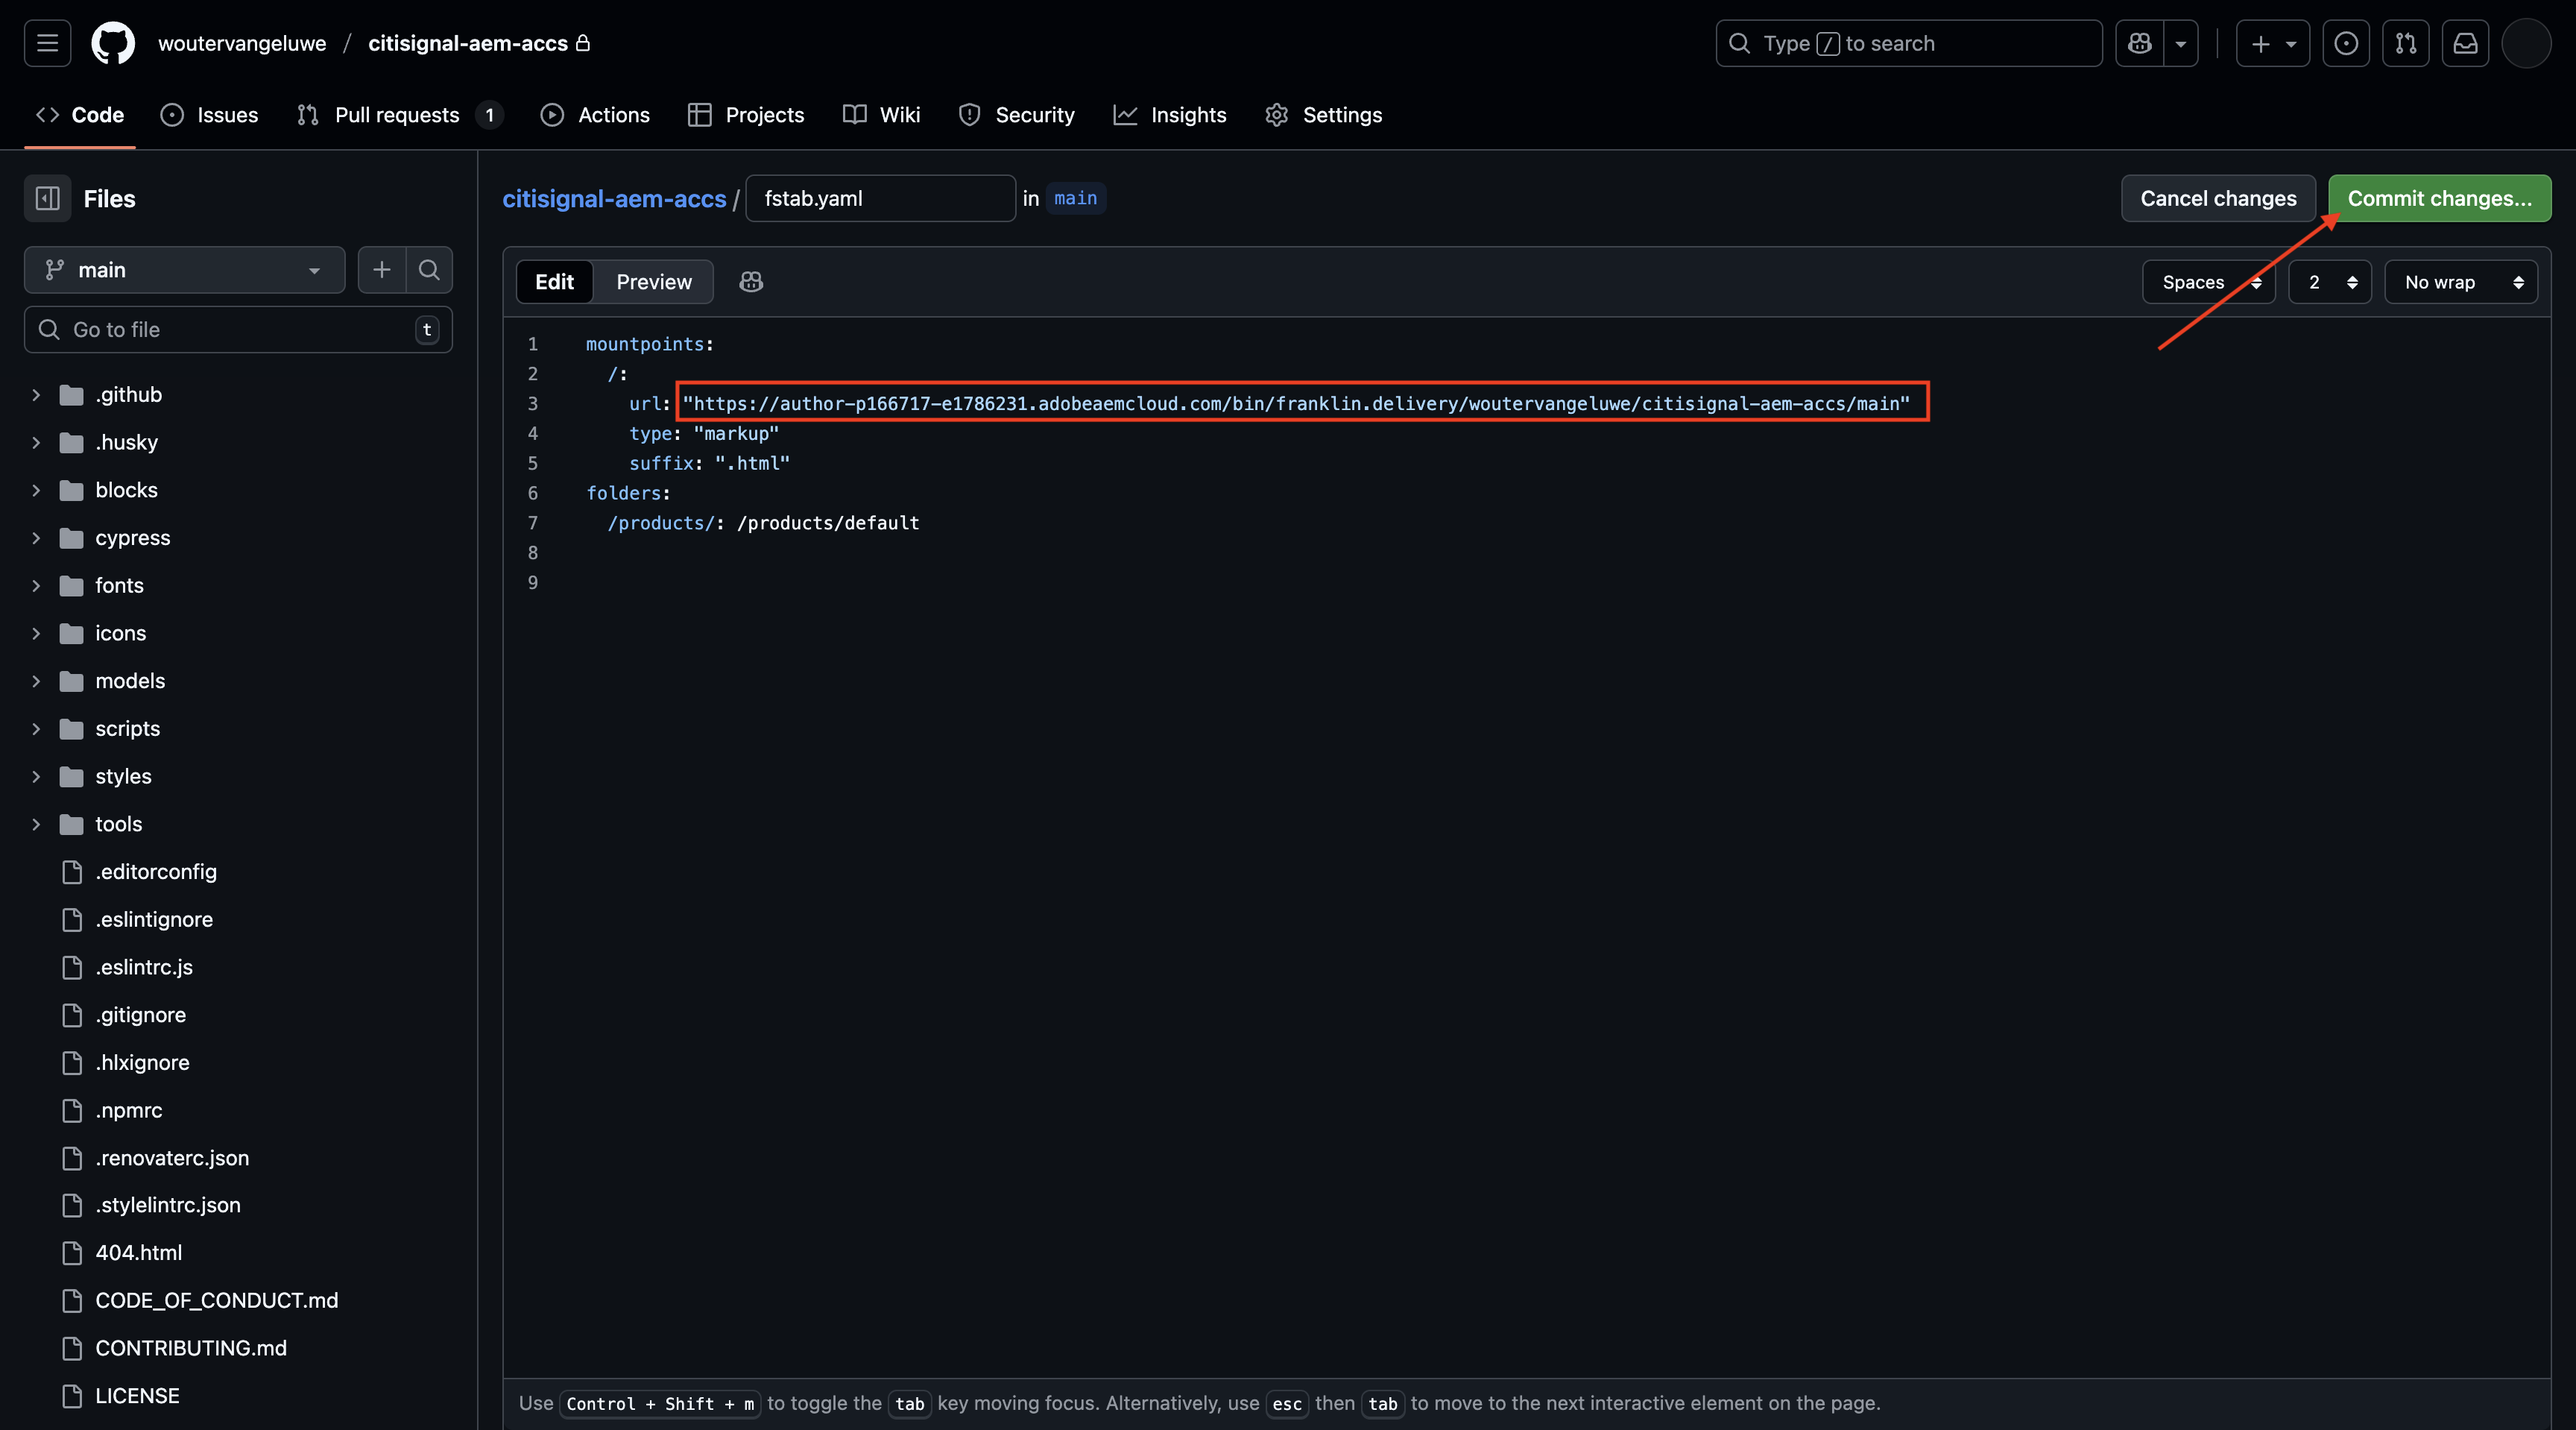 woutervangeluwe / citisignal-aem-accs
Type / to search
Code Issues Pull requests 1 Actions Projects Wiki Security Insights Settings
Files
main
Go to file t
.github
.husky
blocks
cypress
fonts
icons
models
scripts
styles
tools
.editorconfig
.eslintignore
.eslintrc.js
.gitignore
.hlxignore
.npmrc
.renovaterc.json
.stylelintrc.json
404.html
CODE_OF_CONDUCT.md
CONTRIBUTING.md
LICENSE
citisignal-aem-accs / fstab.yaml in main
Cancel changes Commit changes...
Edit Preview
Spaces 2 No wrap
1 mountpoints:
2 /:
3 url: "https://author-p166717-e1786231.adobeaemcloud.com/bin/franklin.delivery/woutervangeluwe/citisignal-aem-accs/main"
4 type: "markup"
5 suffix: ".html"
6 folders:
7 /products/: /products/default
8
9
Use Control + Shift + m to toggle the tab key moving focus. Alternatively, use esc then tab to move to the next interactive element on the page.